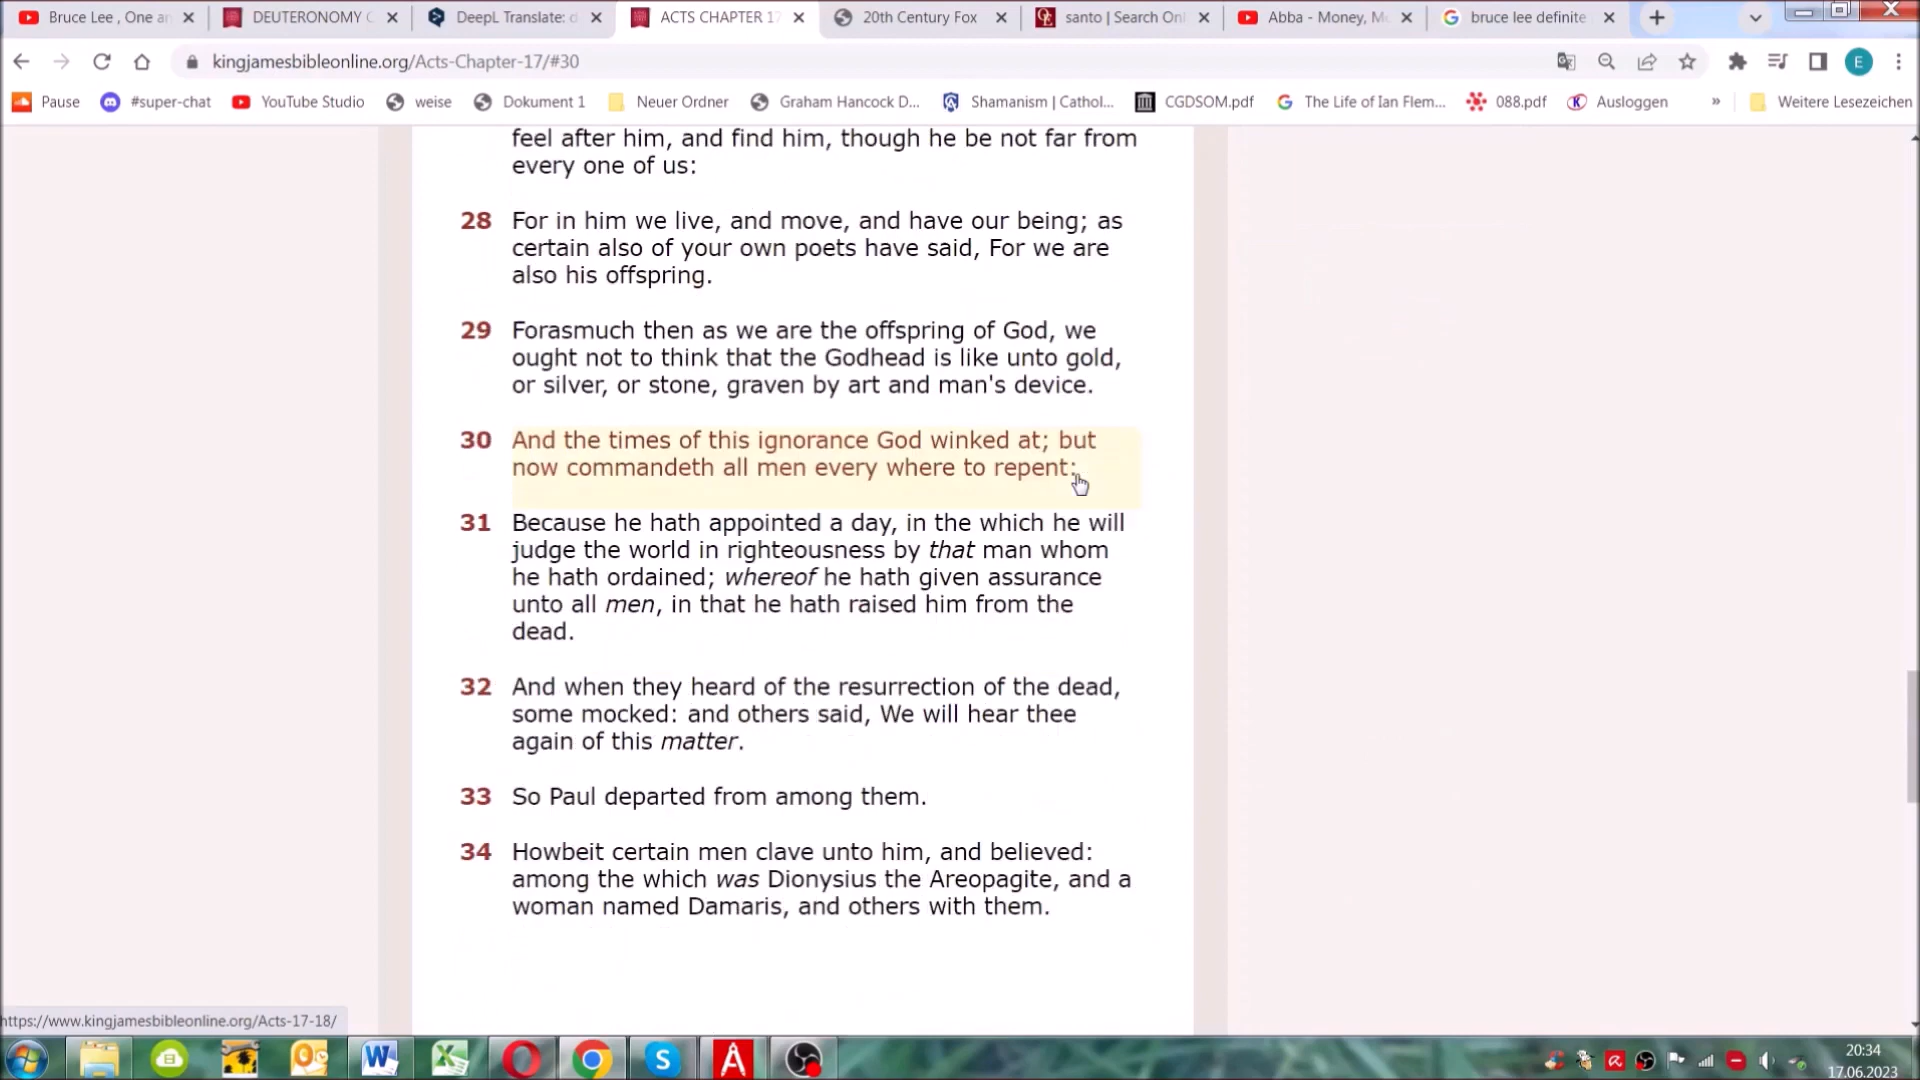 Bruce Lee , One an
DEUTERONOMY C
DeepL Translate: d
ACTS CHAPTER 17
20th Century Fox
santo | Search Onl
Abba - Money, Mo
bruce lee definite
kingjamesbibleonline.org/Acts-Chapter-17/#30
E
Pause
#super-chat
YouTube Studio
weise
Dokument 1
Neuer Ordner
Graham Hancock D...
Shamanism | Cathol...
CGDSOM.pdf
The Life of Ian Flem...
088.pdf
Ausloggen
»
Weitere Lesezeichen
feel after him, and find him, though he be not far from
every one of us:
28 For in him we live, and move, and have our being; as
certain also of your own poets have said, For we are
also his offspring.
29 Forasmuch then as we are the offspring of God, we
ought not to think that the Godhead is like unto gold,
or silver, or stone, graven by art and man's device.
30 And the times of this ignorance God winked at; but
now commandeth all men every where to repent:
31 Because he hath appointed a day, in the which he will
judge the world in righteousness by that man whom
he hath ordained; whereof he hath given assurance
unto all men, in that he hath raised him from the
dead.
32 And when they heard of the resurrection of the dead,
some mocked: and others said, We will hear thee
again of this matter.
33 So Paul departed from among them.
34 Howbeit certain men clave unto him, and believed:
among the which was Dionysius the Areopagite, and a
woman named Damaris, and others with them.
https://www.kingjamesbibleonline.org/Acts-17-18/
20:34
17.06.2023